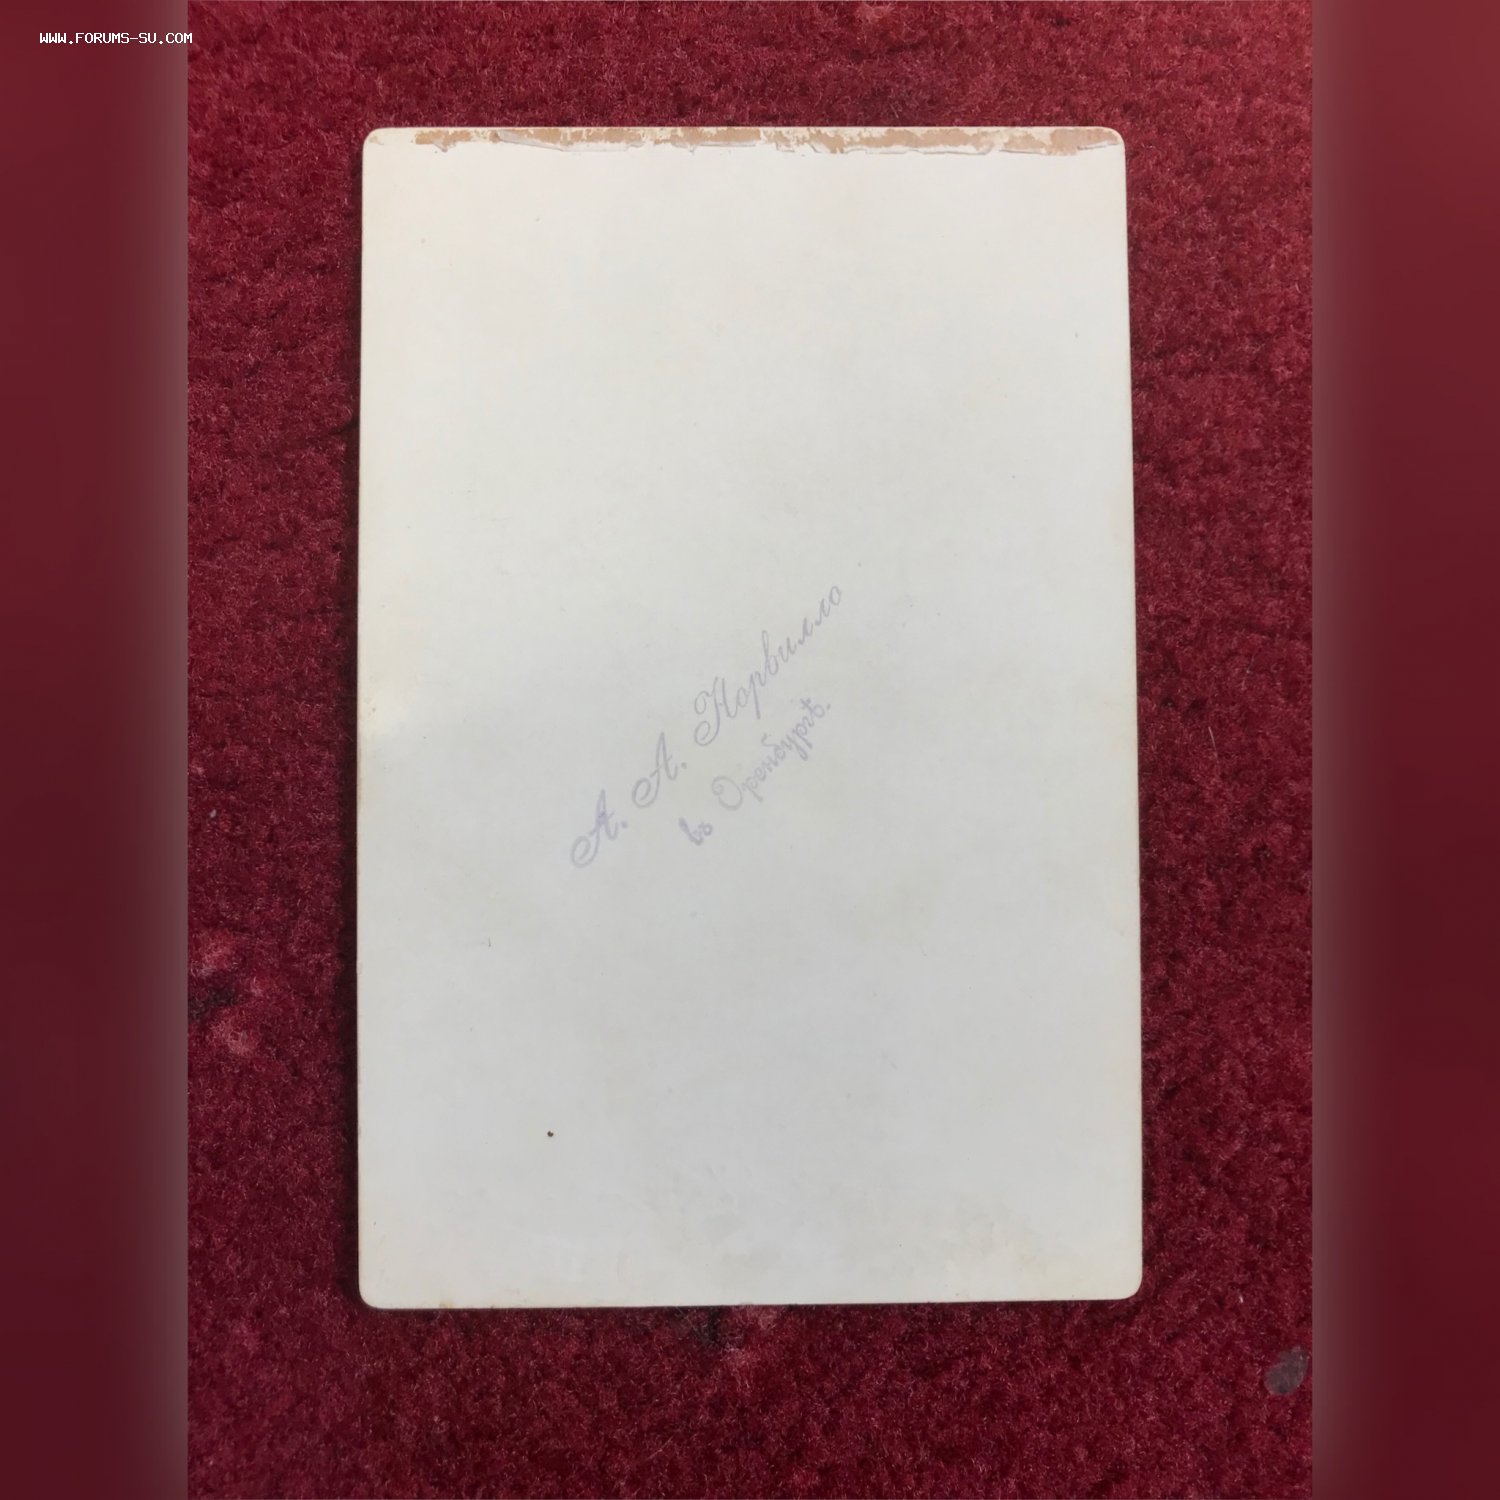 WWW.FORUMS-SU.COM
А. А. Норвилло
въ Оренбургѣ.